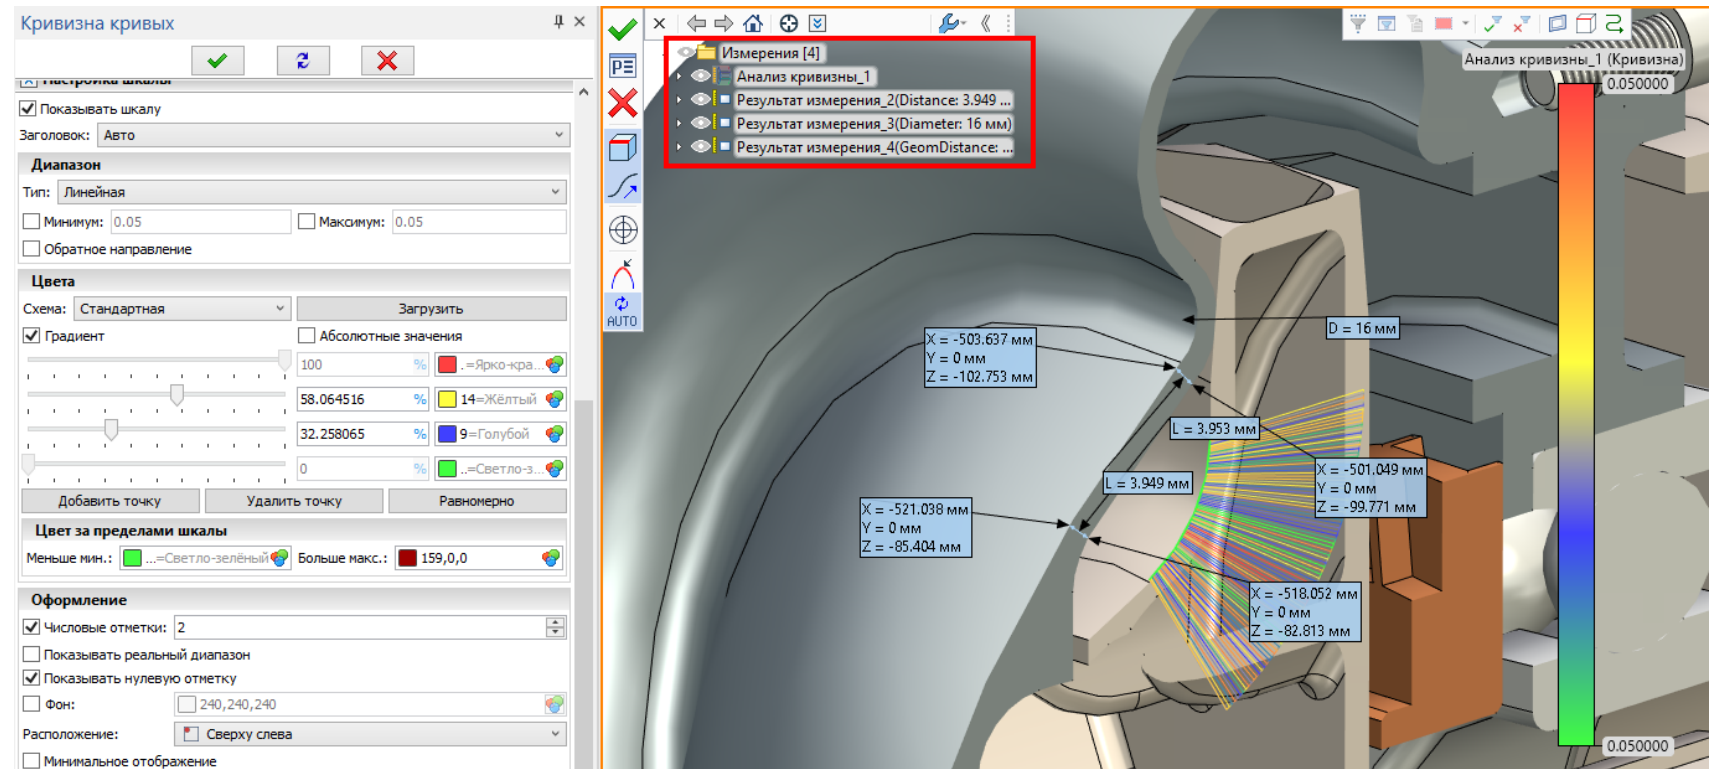 Кривизна кривых
Настройка шкалы
Показывать шкалу
Заголовок: Авто
Диапазон
Тип: Линейная
Минимум: 0.05 Максимум: 0.05
Обратное направление
Цвета
Схема: Стандартная Загрузить
Градиент Абсолютные значения
100 % .=Ярко-кра...
58.064516 % 14=Жёлтый
32.258065 % 9=Голубой
0 % ..=Светло-з...
Добавить точку Удалить точку Равномерно
Цвет за пределами шкалы
Меньше мин.: ...=Светло-зелёный Больше макс.: 159,0,0
Оформление
Числовые отметки: 2
Показывать реальный диапазон
Показывать нулевую отметку
Фон: 240,240,240
Расположение: Сверху слева
Минимальное отображение
AUTO
Измерения [4]
Анализ кривизны_1
Результат измерения_2(Distance: 3.949 ...
Результат измерения_3(Diameter: 16 мм)
Результат измерения_4(GeomDistance: ...
Анализ кривизны_1 (Кривизна)
0.050000
D = 16 мм
X = -503.637 мм
Y = 0 мм
Z = -102.753 мм
L = 3.953 мм
X = -501.049 мм
Y = 0 мм
Z = -99.771 мм
L = 3.949 мм
X = -521.038 мм
Y = 0 мм
Z = -85.404 мм
X = -518.052 мм
Y = 0 мм
Z = -82.813 мм
0.050000